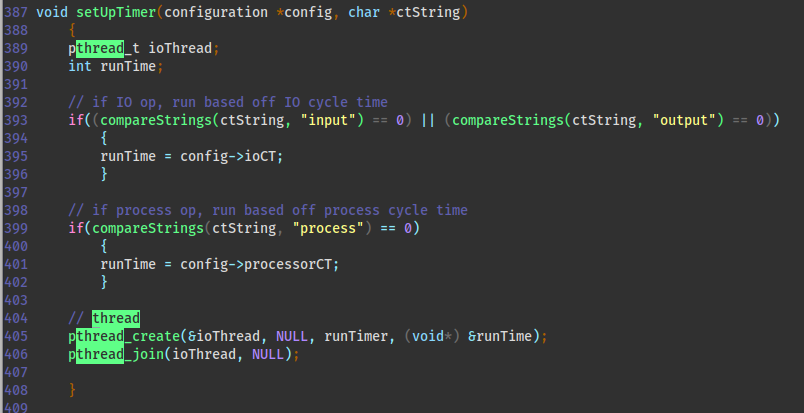 387 void setUpTimer(configuration *config, char *ctString)
388     {
389     pthread_t ioThread;
390     int runTime;
391
392     // if IO op, run based off IO cycle time
393     if((compareStrings(ctString, "input") == 0) || (compareStrings(ctString, "output") == 0))
394         {
395         runTime = config->ioCT;
396         }
397
398     // if process op, run based off process cycle time
399     if(compareStrings(ctString, "process") == 0)
400         {
401         runTime = config->processorCT;
402         }
403
404     // thread
405     pthread_create(&ioThread, NULL, runTimer, (void*) &runTime);
406     pthread_join(ioThread, NULL);
407
408     }
409